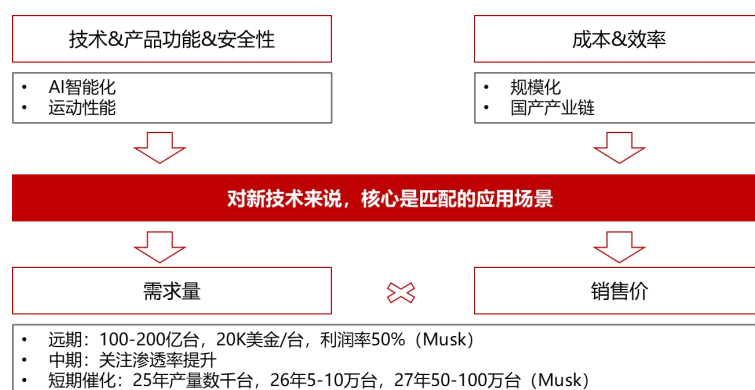 技术&产品功能&安全性
成本&效率
• AI智能化
• 运动性能
• 规模化
• 国产产业链
对新技术来说，核心是匹配的应用场景
需求量
销售价
• 远期：100-200亿台，20K美金/台，利润率50%（Musk）
• 中期：关注渗透率提升
• 短期催化：25年产量数千台，26年5-10万台，27年50-100万台（Musk）